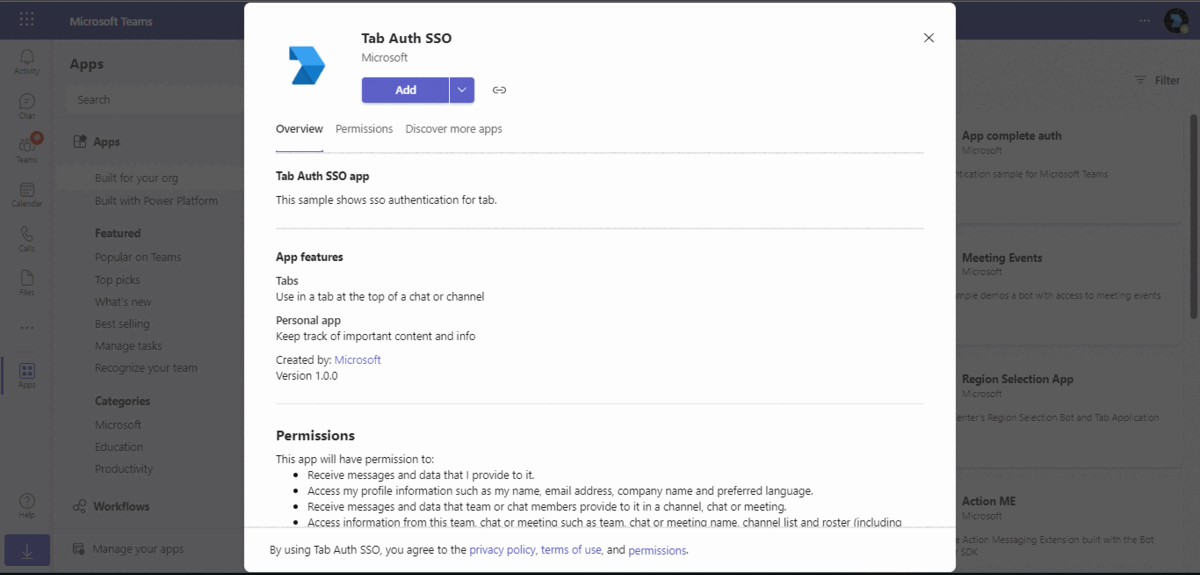 Microsoft Teams
Activity
Chat
Teams
Calendar
Calls
Files
Apps
Help
Apps
Search
Apps
Built for your org
Built with Power Platform
Featured
Popular on Teams
Top picks
What's new
Best selling
Manage tasks
Recognize your team
Categories
Microsoft
Education
Productivity
Workflows
Manage your apps
Tab Auth SSO
Microsoft
Add
Overview Permissions Discover more apps
Tab Auth SSO app
This sample shows sso authentication for tab.
App features
Tabs
Use in a tab at the top of a chat or channel
Personal app
Keep track of important content and info
Created by: Microsoft
Version 1.0.0
Permissions
This app will have permission to:
Receive messages and data that I provide to it.
Access my profile information such as my name, email address, company name and preferred language.
Receive messages and data that team or chat members provide to it in a channel, chat or meeting.
Access information from this team, chat or meeting such as team, chat or meeting name, channel list and roster (including
By using Tab Auth SSO, you agree to the privacy policy, terms of use, and permissions.
Filter
App complete auth
Microsoft
ntication sample for Microsoft Teams
Meeting Events
Microsoft
mple demos a bot with access to meeting events
Region Selection App
Microsoft
enter's Region Selection Bot and Tab Application
Action ME
Microsoft
e Action Messaging Extension built with the Bot
SDK